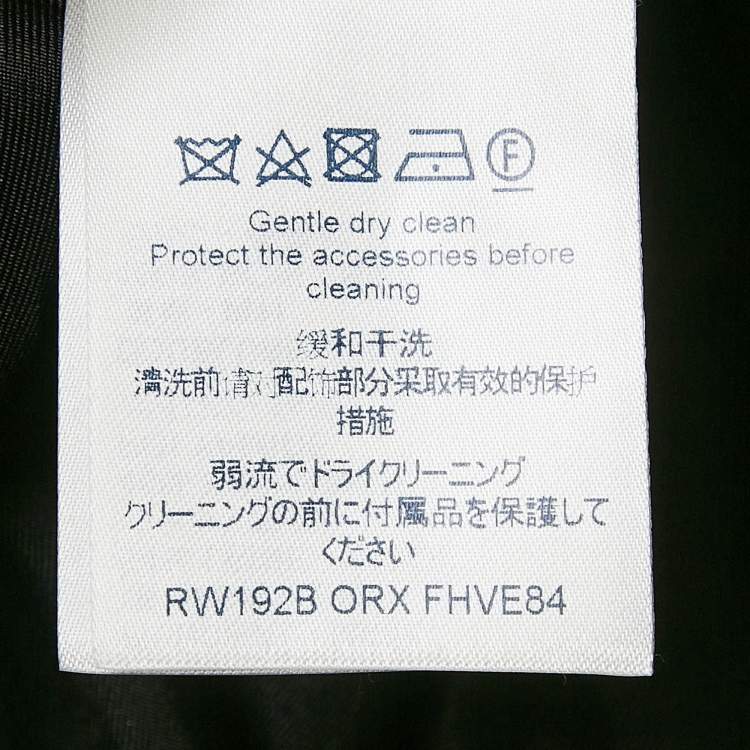 F
Gentle dry clean
Protect the accessories before
cleaning
缓和干洗
清洗前请对配饰部分采取有效的保护
措施
弱流でドライクリーニング
クリーニングの前に付属品を保護して
ください
RW192B ORX FHVE84